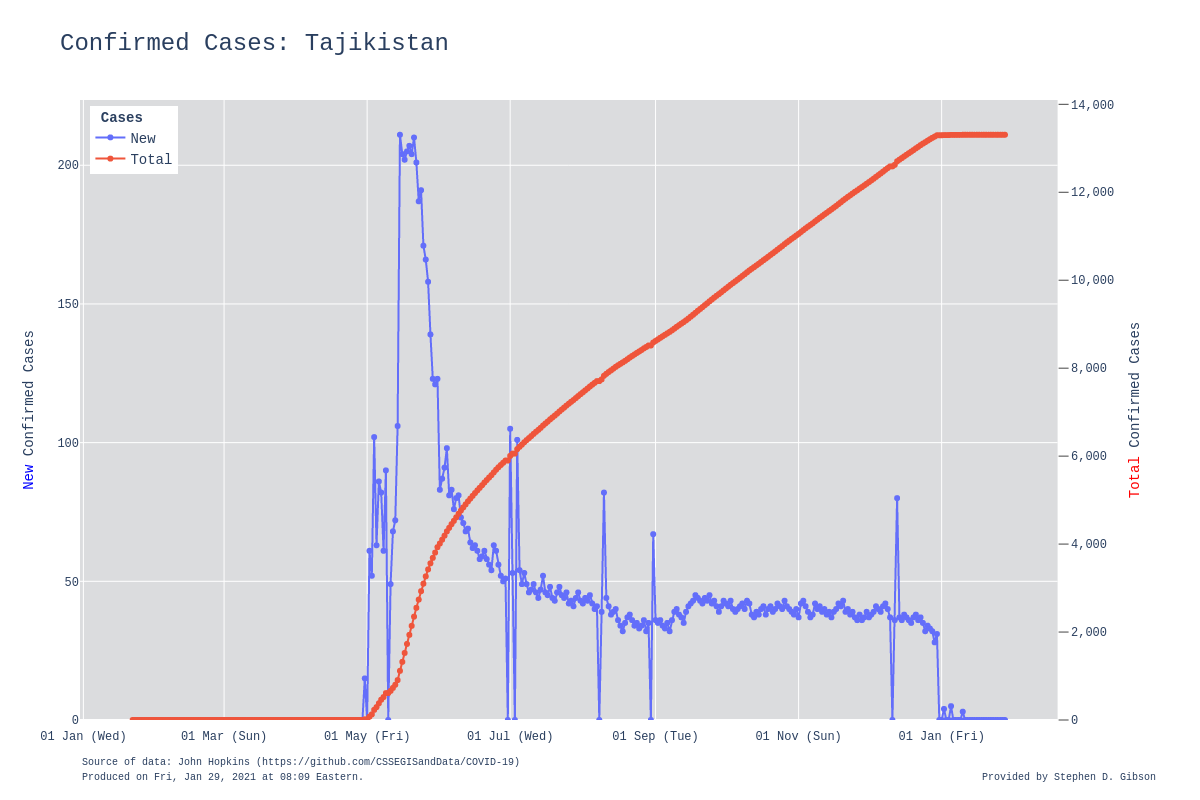 Confirmed Cases: Tajikistan
Cases
New
Total
200
150
100
50
0
New Confirmed Cases
14,000
12,000
10,000
8,000
6,000
4,000
2,000
0
Total Confirmed Cases
01 Jan (Wed)
01 Mar (Sun)
01 May (Fri)
01 Jul (Wed)
01 Sep (Tue)
01 Nov (Sun)
01 Jan (Fri)
Source of data: John Hopkins (https://github.com/CSSEGISandData/COVID-19)
Produced on Fri, Jan 29, 2021 at 08:09 Eastern.
Provided by Stephen D. Gibson